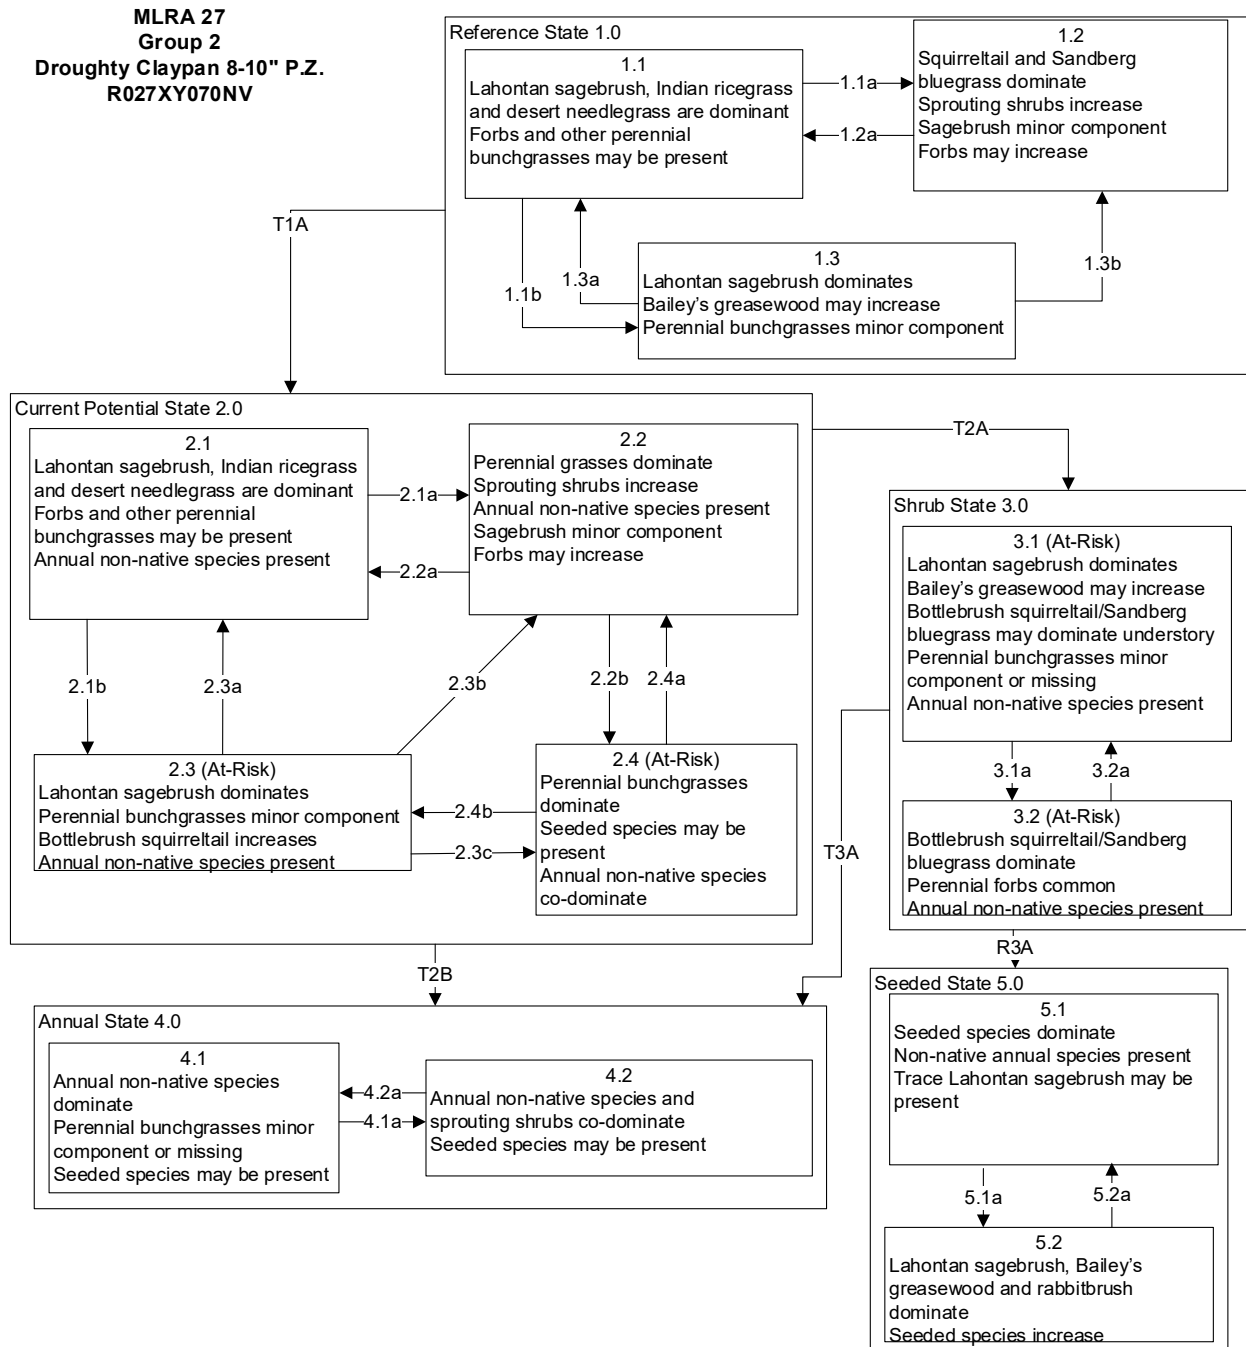 MLRA 27
Group 2
Droughty Claypan 8-10" P.Z.
R027XY070NV
Reference State 1.0
1.1
Lahontan sagebrush, Indian ricegrass
and desert needlegrass are dominant
Forbs and other perennial
bunchgrasses may be present
1.1a
1.2a
1.2
Squirreltail and Sandberg
bluegrass dominate
Sprouting shrubs increase
Sagebrush minor component
Forbs may increase
1.1b
1.3a
1.3
Lahontan sagebrush dominates
Bailey's greasewood may increase
Perennial bunchgrasses minor component
1.3b
T1A
Current Potential State 2.0
2.1
Lahontan sagebrush, Indian ricegrass
and desert needlegrass are dominant
Forbs and other perennial
bunchgrasses may be present
Annual non-native species present
2.1a
2.2a
2.2
Perennial grasses dominate
Sprouting shrubs increase
Annual non-native species present
Sagebrush minor component
Forbs may increase
2.1b
2.3a
2.3b
2.2b
2.4a
2.3 (At-Risk)
Lahontan sagebrush dominates
Perennial bunchgrasses minor component
Bottlebrush squirreltail increases
Annual non-native species present
2.4b
2.3c
2.4 (At-Risk)
Perennial bunchgrasses
dominate
Seeded species may be
present
Annual non-native species
co-dominate
T2A
Shrub State 3.0
3.1 (At-Risk)
Lahontan sagebrush dominates
Bailey's greasewood may increase
Bottlebrush squirreltail/Sandberg
bluegrass may dominate understory
Perennial bunchgrasses minor
component or missing
Annual non-native species present
3.1a
3.2a
3.2 (At-Risk)
Bottlebrush squirreltail/Sandberg
bluegrass dominate
Perennial forbs common
Annual non-native species present
T3A
R3A
T2B
Annual State 4.0
4.1
Annual non-native species
dominate
Perennial bunchgrasses minor
component or missing
Seeded species may be present
4.2a
4.1a
4.2
Annual non-native species and
sprouting shrubs co-dominate
Seeded species may be present
Seeded State 5.0
5.1
Seeded species dominate
Non-native annual species present
Trace Lahontan sagebrush may be
present
5.1a
5.2a
5.2
Lahontan sagebrush, Bailey's
greasewood and rabbitbrush
dominate
Seeded species increase